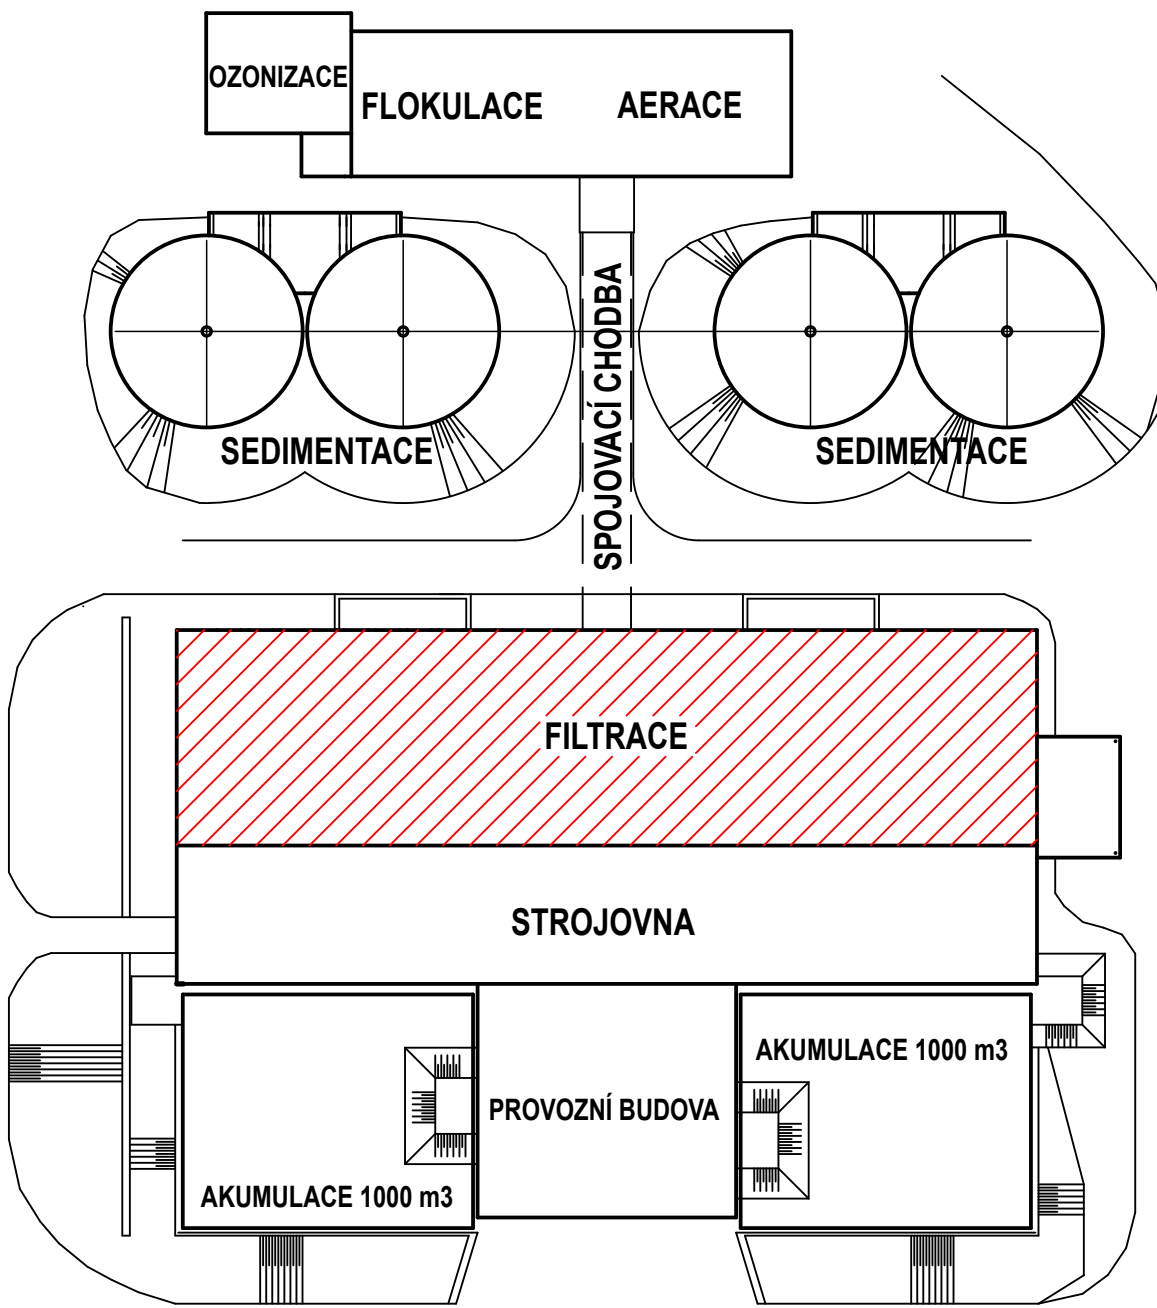 OZONIZACE
FLOKULACE
AERACE
SPOJOVACÍ CHODBA
SEDIMENTACE
SEDIMENTACE
FILTRACE
STROJOVNA
AKUMULACE 1000 m3
PROVOZNÍ BUDOVA
AKUMULACE 1000 m3